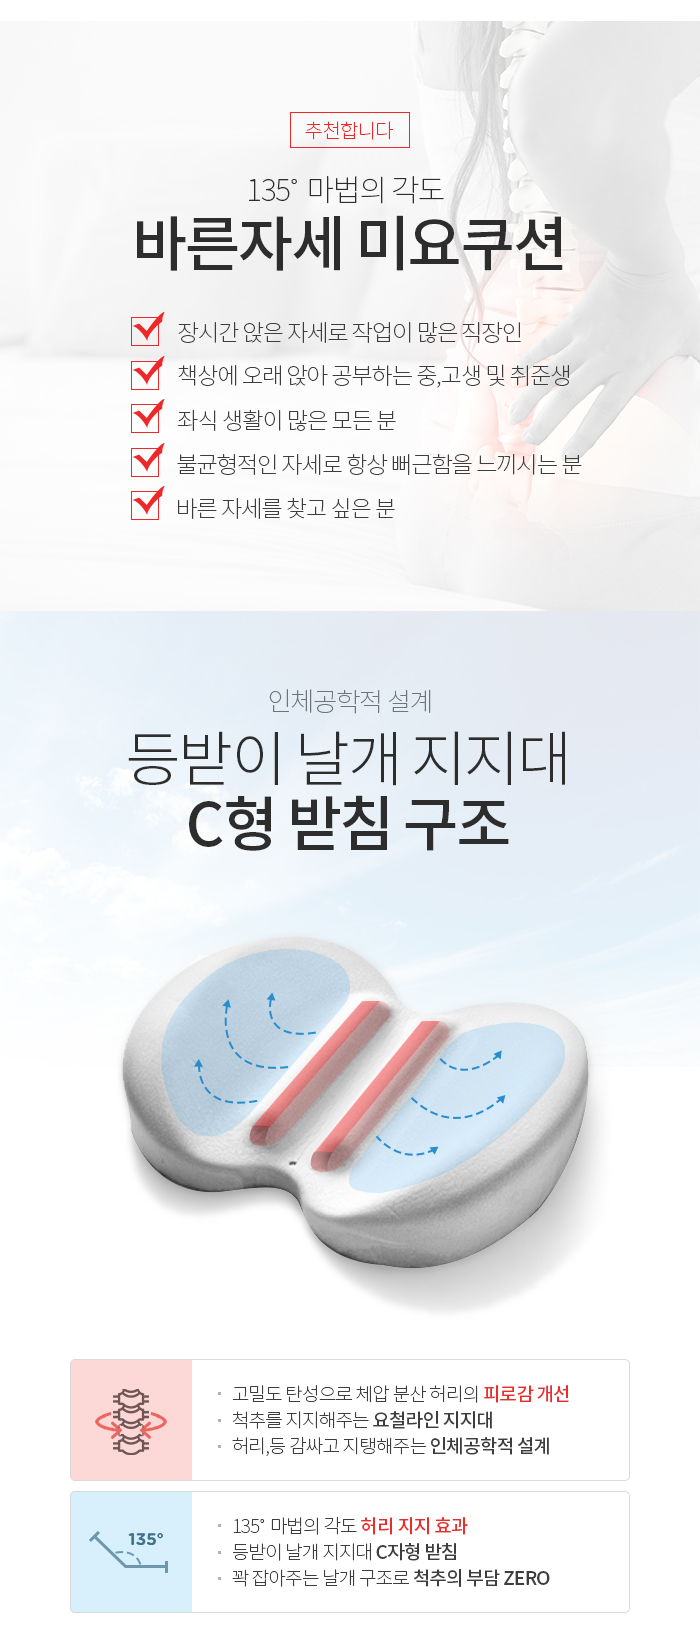 추천합니다
135° 마법의 각도
바른자세 미요쿠션
장시간 앉은 자세로 작업이 많은 직장인
책상에 오래 앉아 공부하는 중,고생 및 취준생
좌식 생활이 많은 모든 분
불균형적인 자세로 항상 뻐근함을 느끼시는 분
바른 자세를 찾고 싶은 분
인체공학적 설계
등받이 날개 지지대
C형 받침 구조
· 고밀도 탄성으로 체압 분산 허리의 피로감 개선
· 척추를 지지해주는 요철라인 지지대
· 허리,등 감싸고 지탱해주는 인체공학적 설계
135°
· 135° 마법의 각도 허리 지지 효과
· 등받이 날개 지지대 C자형 받침
· 꽉 잡아주는 날개 구조로 척추의 부담 ZERO